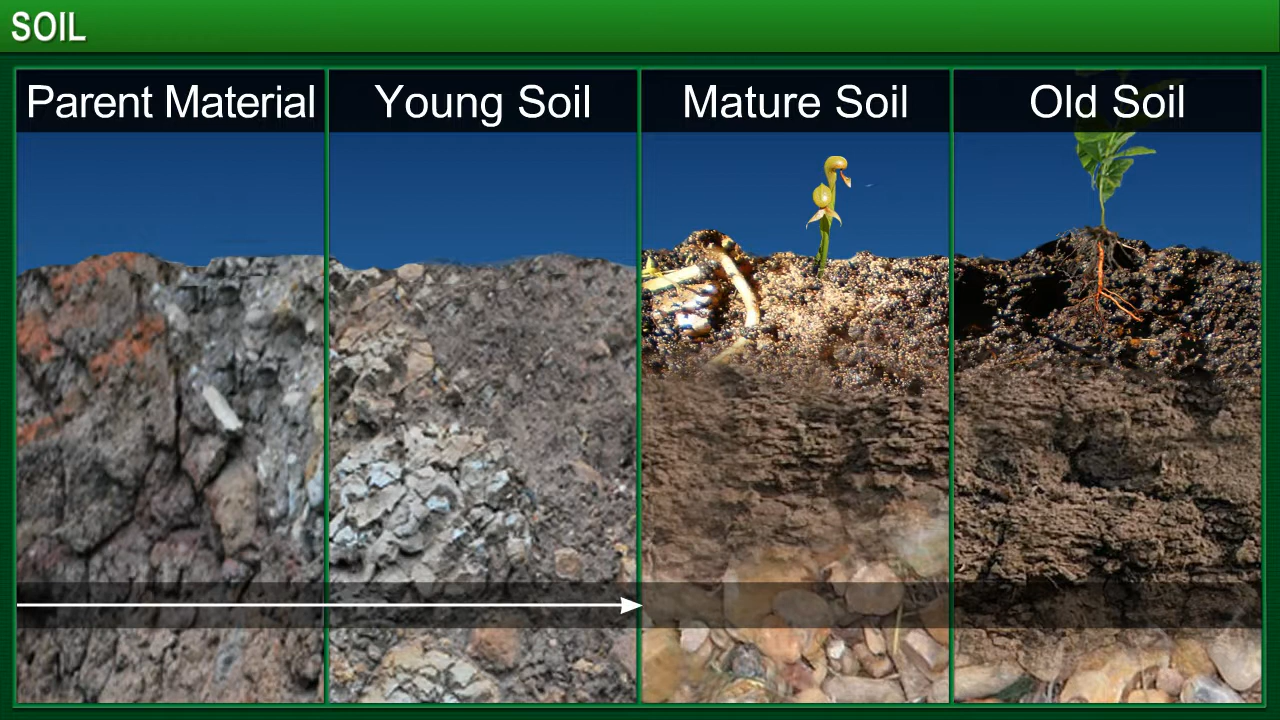 SOIL
Parent Material
Young Soil
Mature Soil
Old Soil